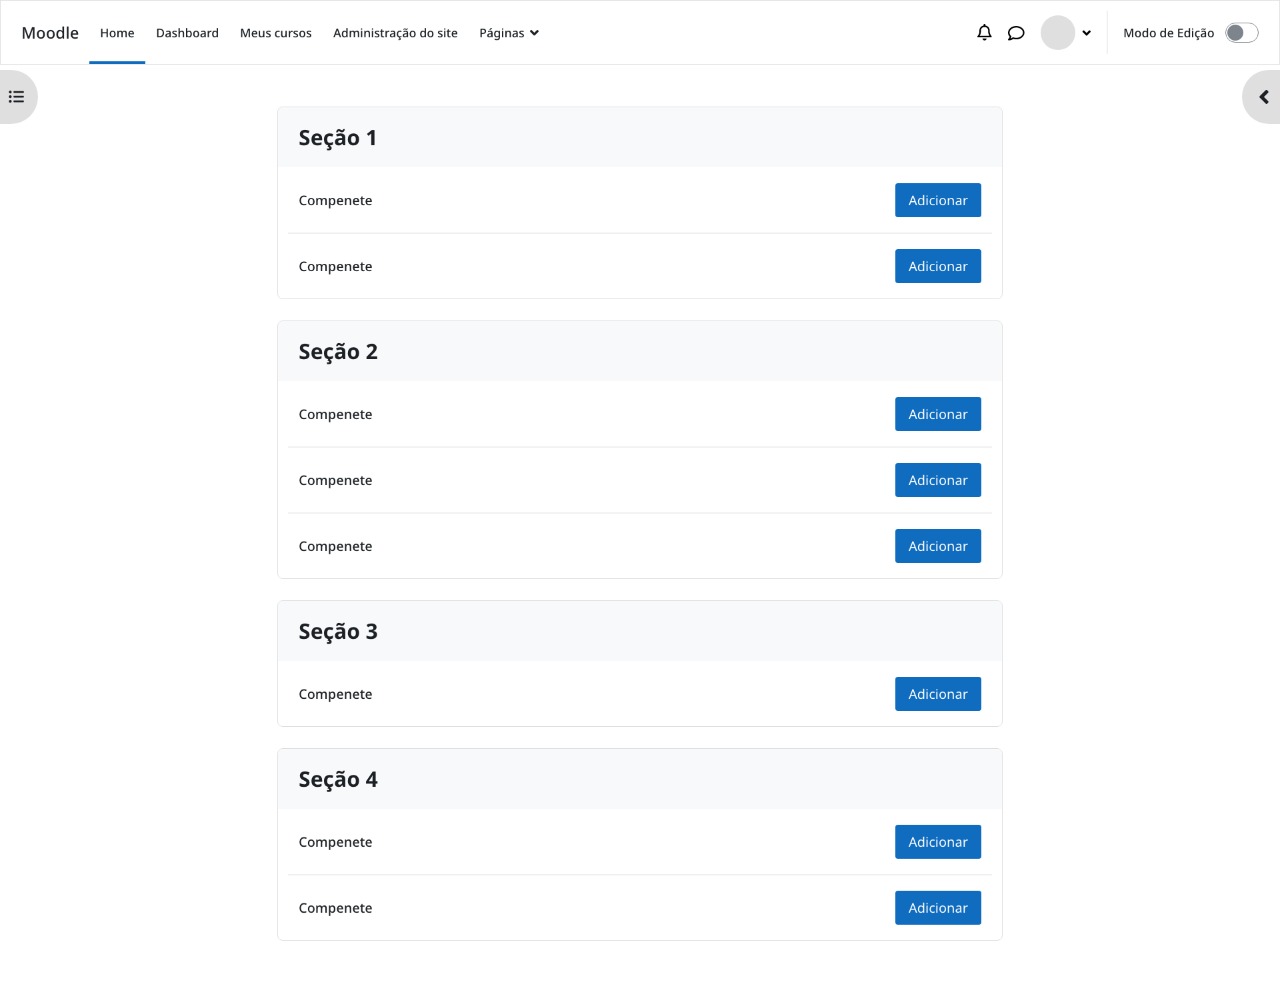 Moodle Home Dashboard Meus cursos Administração do site Páginas Modo de Edição
Seção 1
Compenete Adicionar
Compenete Adicionar
Seção 2
Compenete Adicionar
Compenete Adicionar
Compenete Adicionar
Seção 3
Compenete Adicionar
Seção 4
Compenete Adicionar
Compenete Adicionar